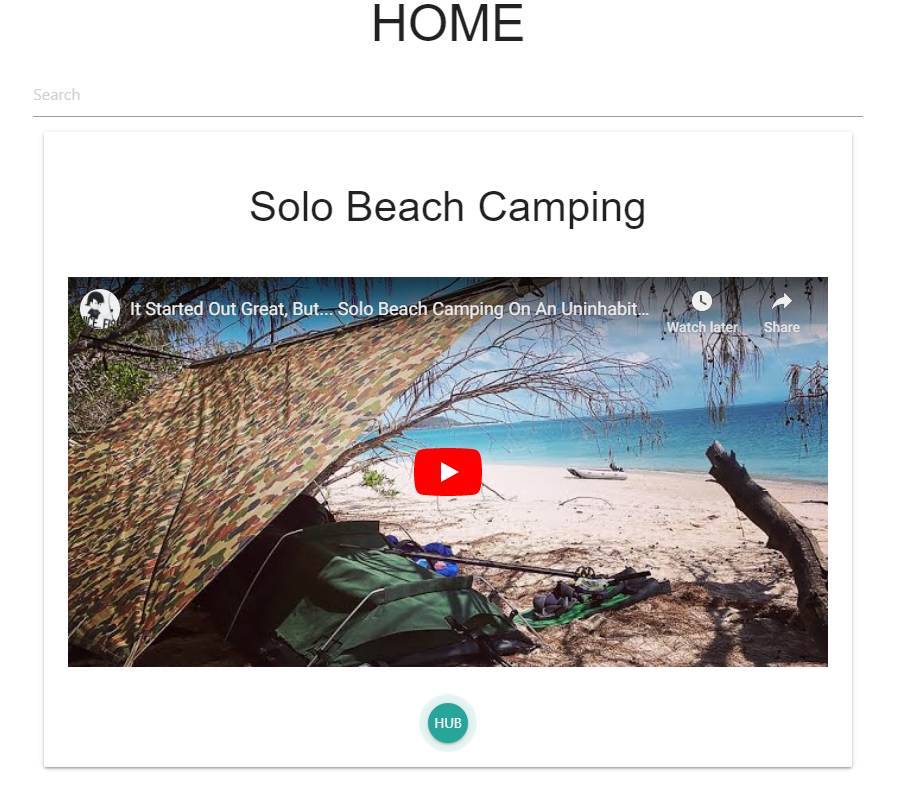 HOME
Search
Solo Beach Camping
It Started Out Great, But... Solo Beach Camping On An Uninhabit...
Watch later
Share
HUB